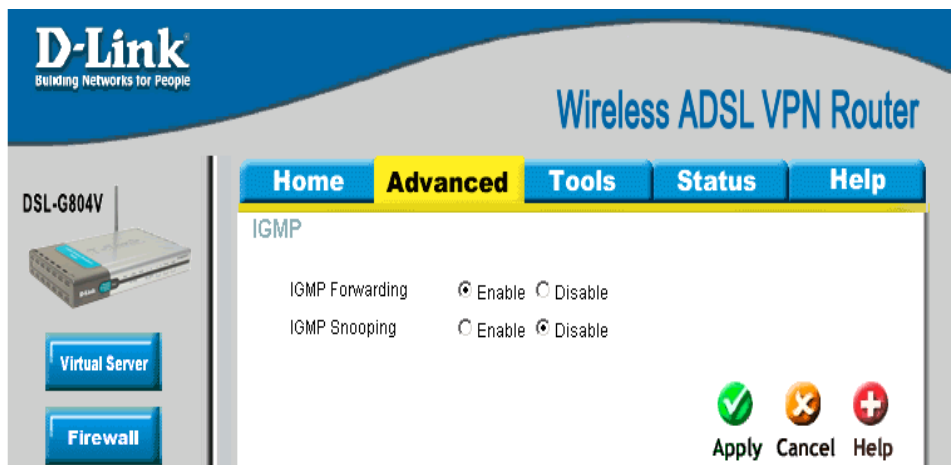 D-Link
Building Networks for People
Wireless ADSL VPN Router
DSL-G804V
Home Advanced Tools Status Help
IGMP
IGMP Forwarding Enable Disable
IGMP Snooping Enable Disable
Virtual Server
Firewall
Apply Cancel Help